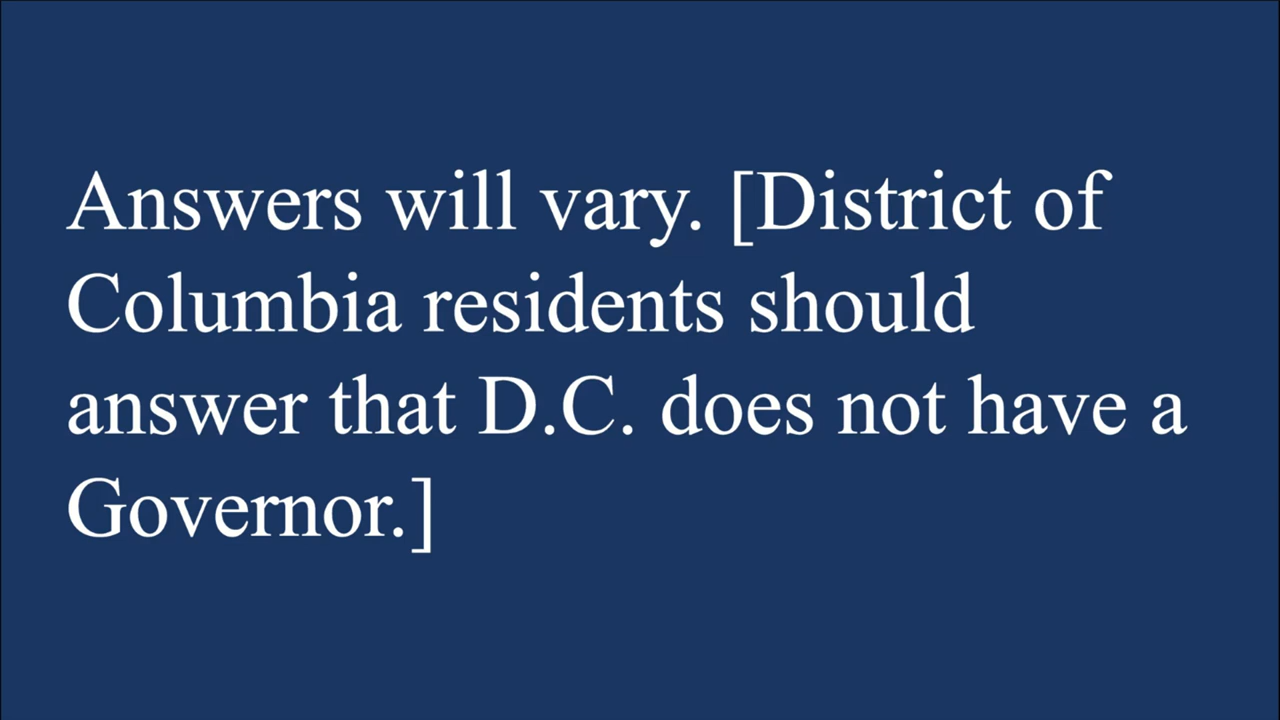 Answers will vary. [District of
Columbia residents should
answer that D.C. does not have a
Governor.]